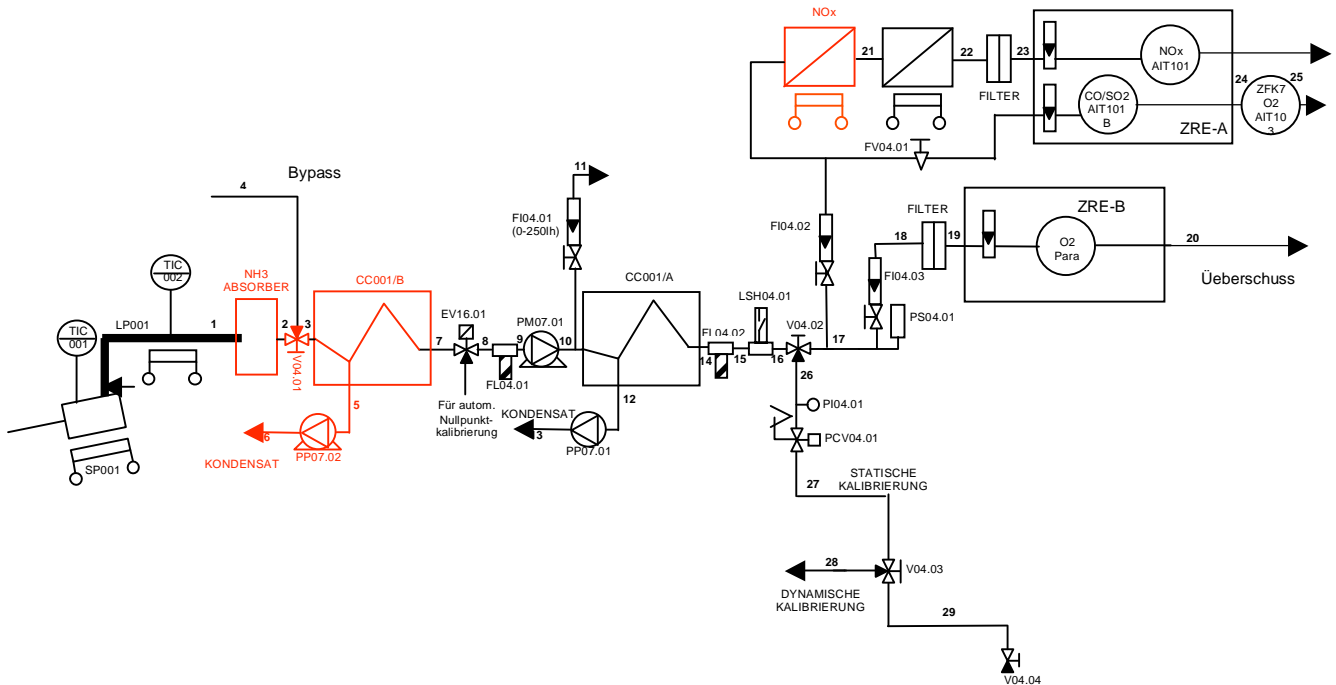 NOx
21
22
23
FILTER
NOx
AIT101
CO/SO2
AIT101
B
24
25
ZFK7
O2
AIT10
3
ZRE-A
FV04.01
Bypass
4
11
FI04.01
(0-250lh)
FI04.02
18
FILTER
19
ZRE-B
O2
Para
20
Üeberschuss
TIC
002
TIC
001
LP001
1
NH3
ABSORBER
2
3
V04.01
CC001/B
EV16.01
7
8
9
PM07.01
10
FL04.01
CC001/A
LSH04.01
FL04.02
14
15
16
V04.02
17
FI04.03
PS04.01
5
6
KONDENSAT
PP07.02
SP001
Für autom.
Nullpunkt-
kalibrierung
KONDENSAT
3
12
PP07.01
26
PI04.01
PCV04.01
27
STATISCHE
KALIBRIERUNG
28
V04.03
DYNAMISCHE
KALIBRIERUNG
29
V04.04